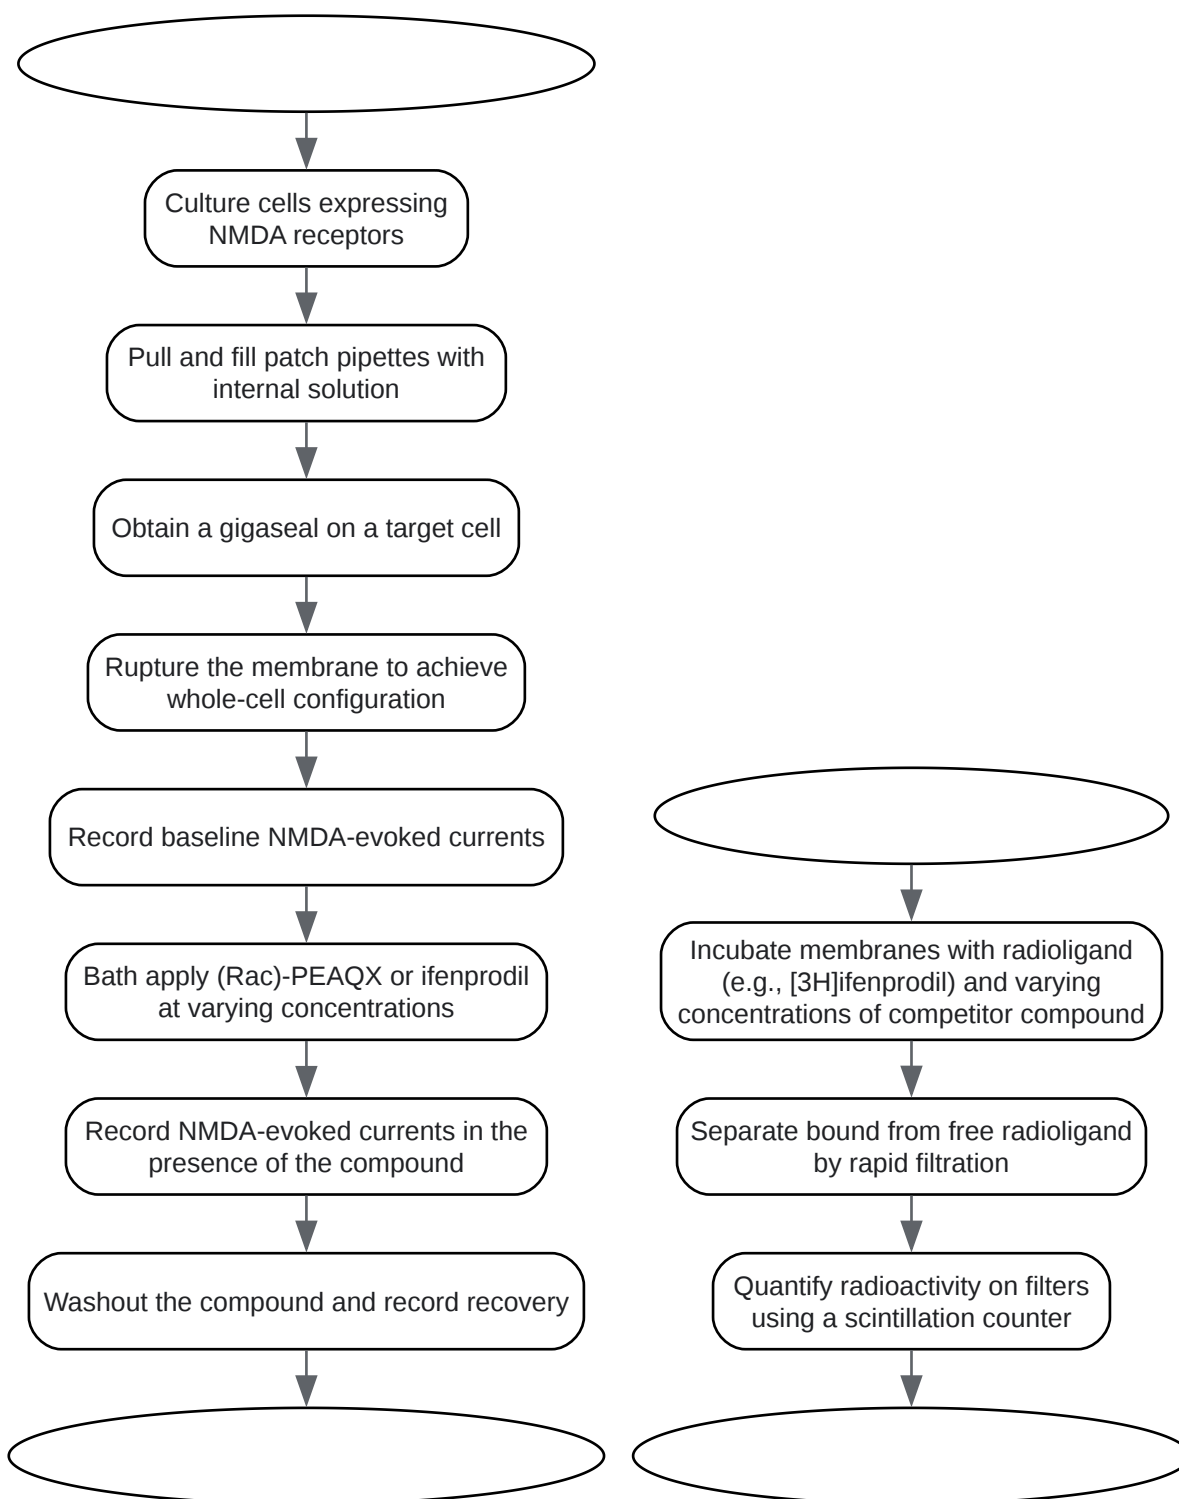 Culture cells expressing
NMDA receptors
Pull and fill patch pipettes with
internal solution
Obtain a gigaseal on a target cell
Rupture the membrane to achieve
whole-cell configuration
Record baseline NMDA-evoked currents
Bath apply (Rac)-PEAQX or ifenprodil
at varying concentrations
Record NMDA-evoked currents in the
presence of the compound
Washout the compound and record recovery
Incubate membranes with radioligand
(e.g., [3H]ifenprodil) and varying
concentrations of competitor compound
Separate bound from free radioligand
by rapid filtration
Quantify radioactivity on filters
using a scintillation counter